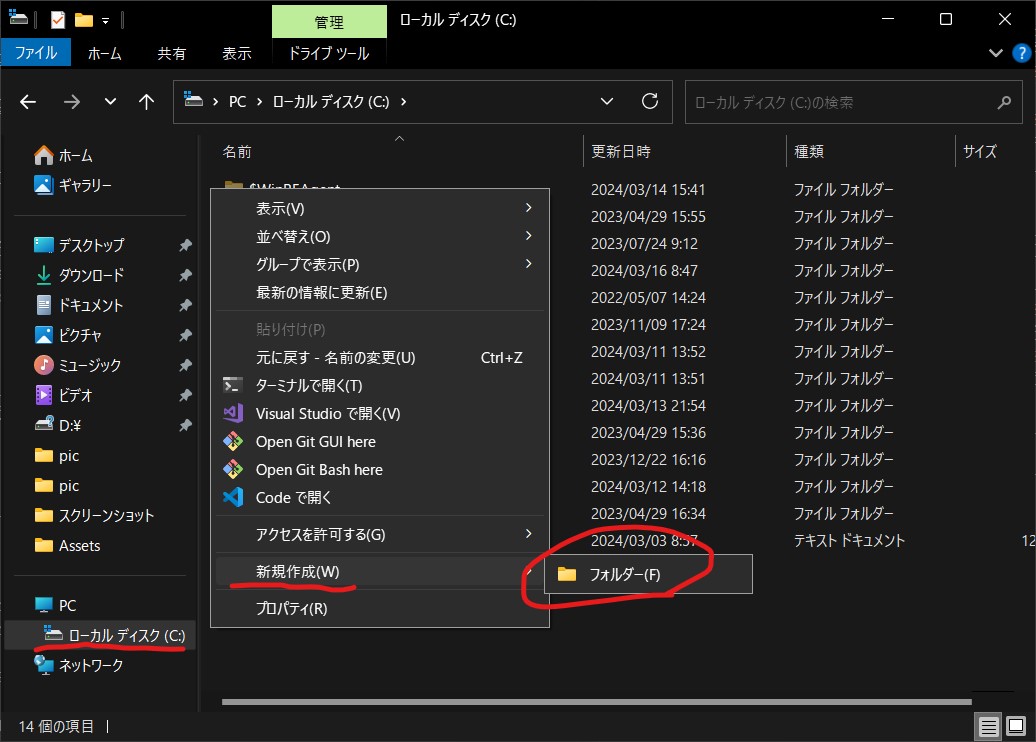 管理
ローカル ディスク (C:)
ファイル
ホーム
共有
表示
ドライブ ツール
?
PC
ローカル ディスク (C:)
ローカル ディスク (C:)の検索
ホーム
ギャラリー
デスクトップ
ダウンロード
ドキュメント
ピクチャ
ミュージック
ビデオ
D:¥
pic
pic
スクリーンショット
Assets
PC
ローカル ディスク (C:)
ネットワーク
名前
更新日時
種類
サイズ
$WinREAgent
2024/03/14 15:41 ファイル フォルダー
2023/04/29 15:55 ファイル フォルダー
2023/07/24 9:12 ファイル フォルダー
2024/03/16 8:47 ファイル フォルダー
2022/05/07 14:24 ファイル フォルダー
2023/11/09 17:24 ファイル フォルダー
2024/03/11 13:52 ファイル フォルダー
2024/03/11 13:51 ファイル フォルダー
2024/03/13 21:54 ファイル フォルダー
2023/04/29 15:36 ファイル フォルダー
2023/12/22 16:16 ファイル フォルダー
2024/03/12 14:18 ファイル フォルダー
2023/04/29 16:34 ファイル フォルダー
2024/03/03 8:57 テキスト ドキュメント 12
表示(V)
並べ替え(O)
グループで表示(P)
最新の情報に更新(E)
貼り付け(P)
元に戻す - 名前の変更(U) Ctrl+Z
ターミナルで開く(T)
Visual Studio で開く(V)
Open Git GUI here
Open Git Bash here
Code で開く
アクセスを許可する(G)
新規作成(W)
プロパティ(R)
フォルダー(F)
14 個の項目